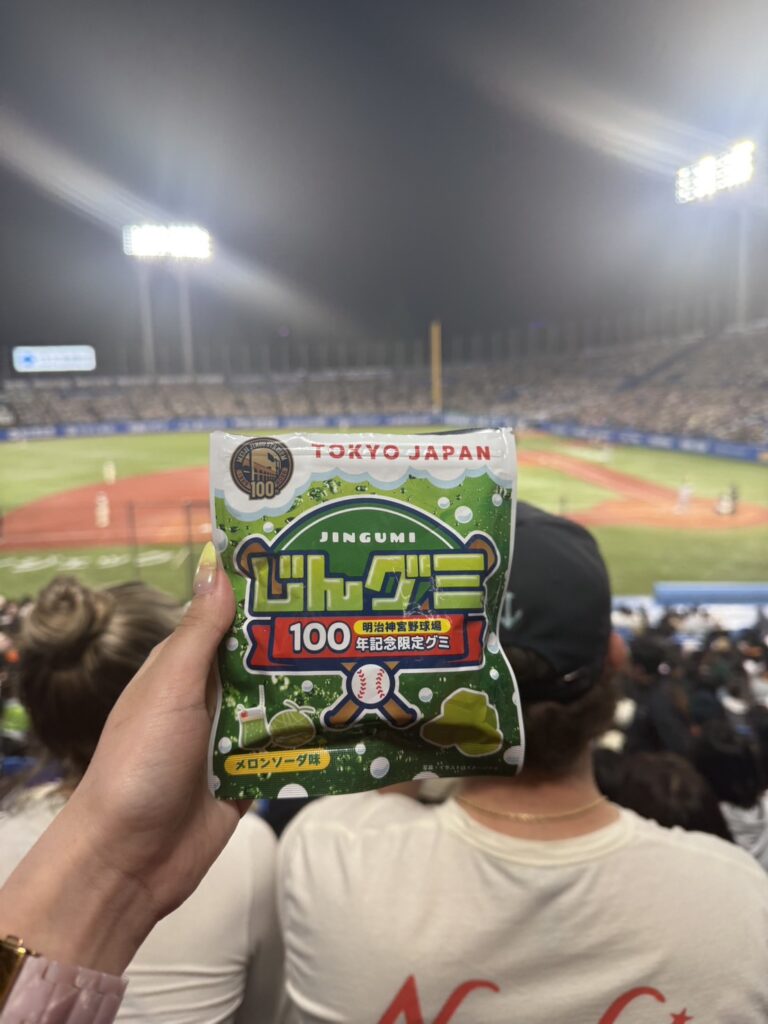 TOKYO JAPAN
100
JINGUMI
じんグミ
100
明治神宮野球場
年記念限定グミ
メロンソーダ味